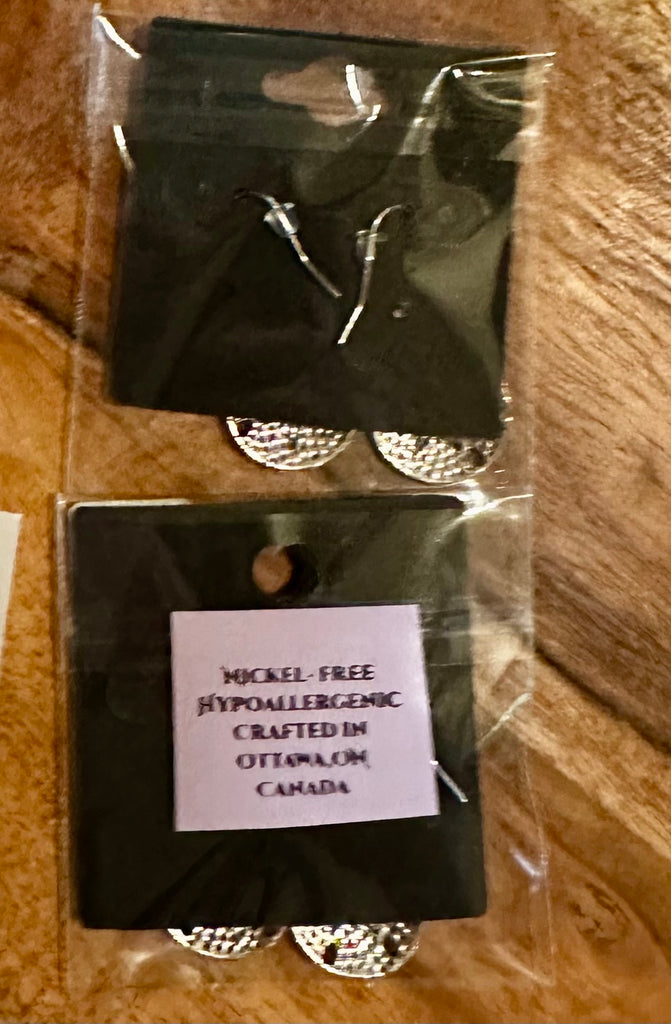 NICKEL-FREE
HYPOALLERGENIC
CRAFTED IN
OTTAWA, ON,
CANADA